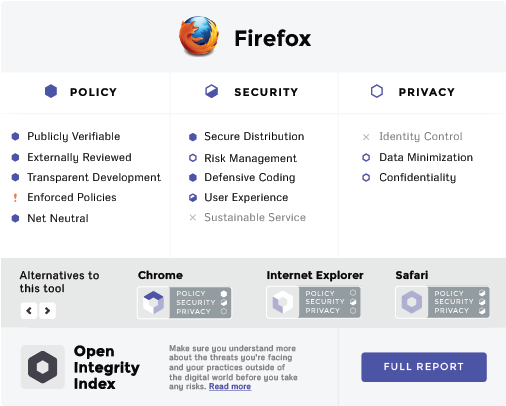 Firefox
POLICY
Publicly Verifiable
Externally Reviewed
Transparent Development
! Enforced Policies
Net Neutral
SECURITY
Secure Distribution
Risk Management
Defensive Coding
User Experience
× Sustainable Service
PRIVACY
× Identity Control
Data Minimization
Confidentiality
Alternatives to
this tool
< >
Chrome
POLICY
SECURITY
PRIVACY
Internet Explorer
POLICY
SECURITY
PRIVACY
Safari
POLICY
SECURITY
PRIVACY
Open
Integrity
Index
Make sure you understand more
about the threats you're facing
and your practices outside of
the digital world before you take
any risks. Read more
FULL REPORT